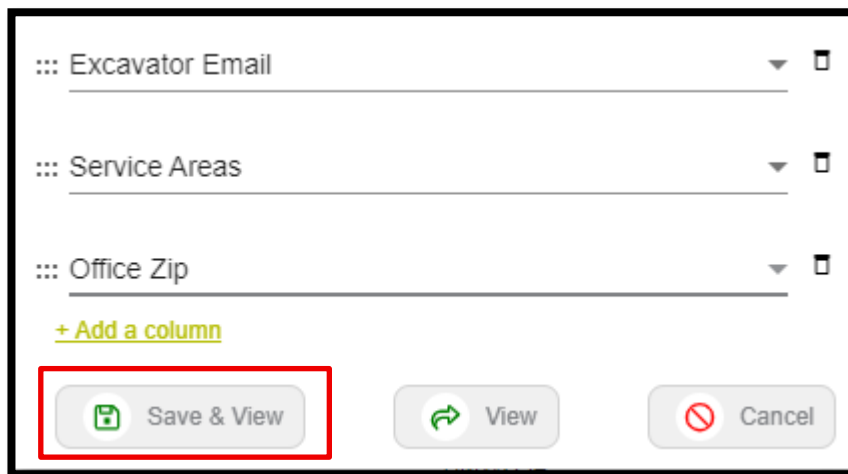 Excavator Email
Service Areas
Office Zip
+ Add a column
Save & View View Cancel